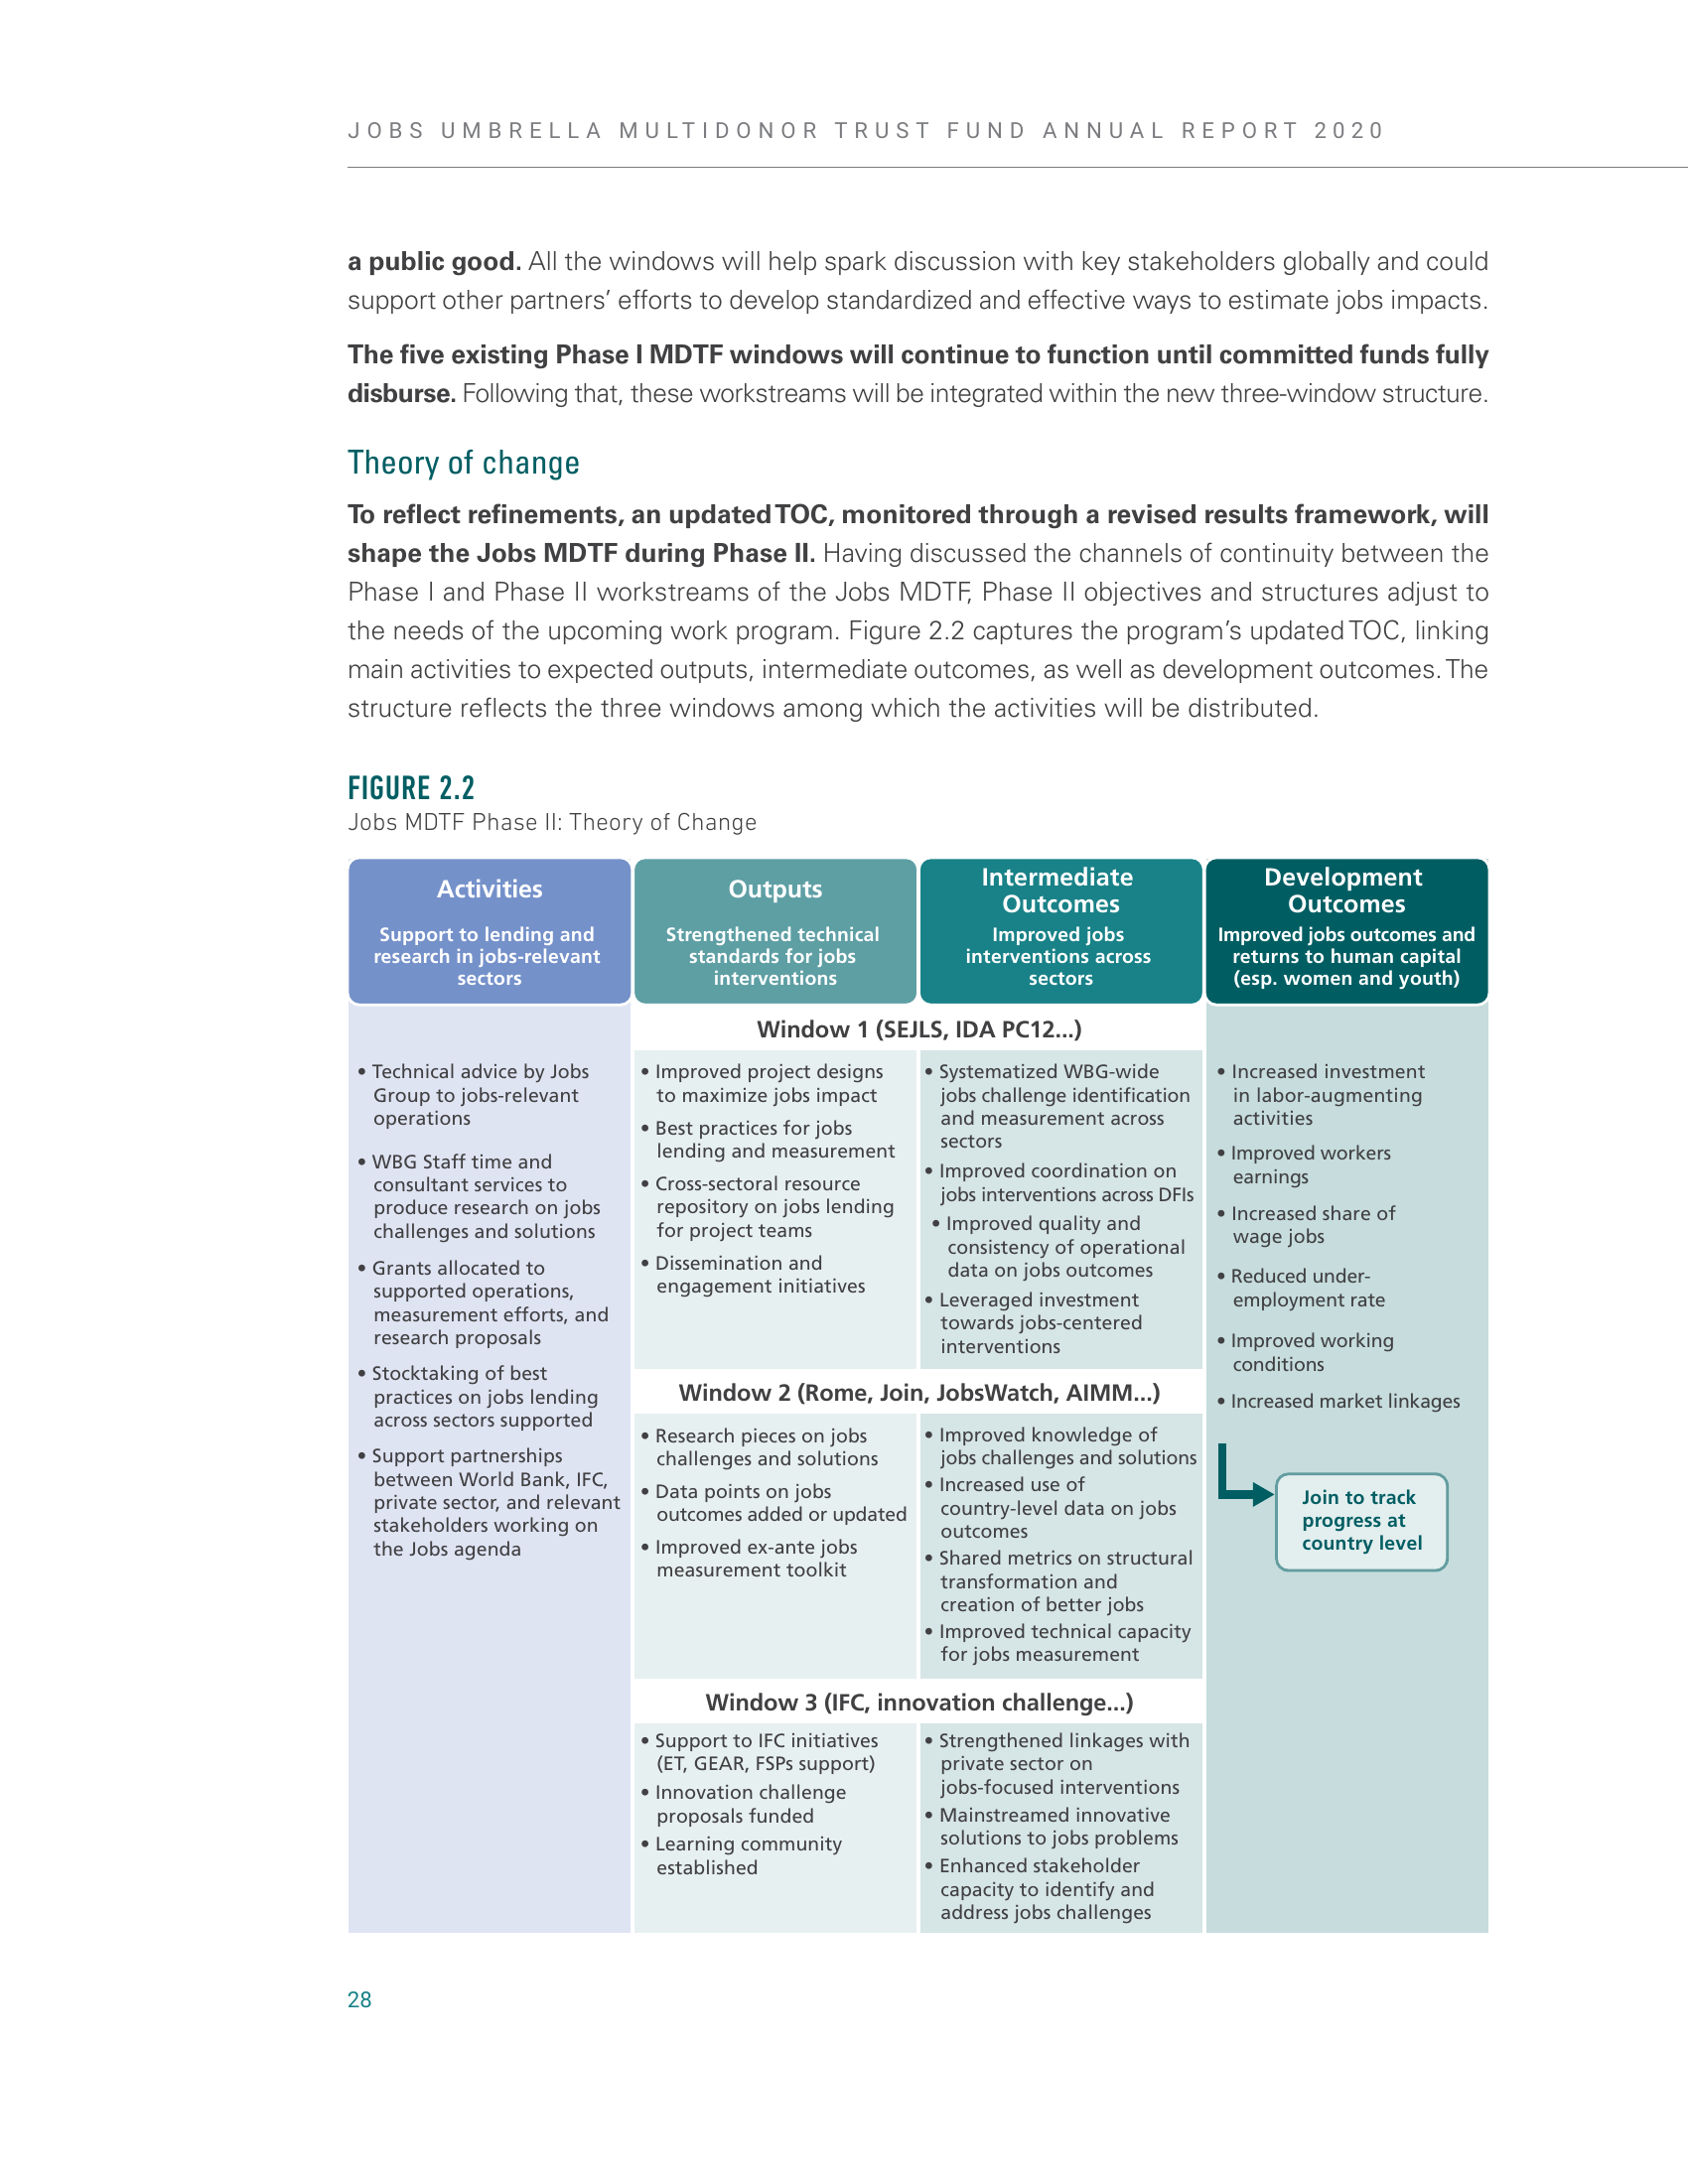 JOBS UMBRELLA MULTIDONOR TRUST FUND ANNUAL REPORT 2020
a public good. All the windows will help spark discussion with key stakeholders globally and could
support other partners’ efforts to develop standardized and effective ways to estimate jobs impacts.
The five existing Phase I MDTF windows will continue to function until committed funds fully
disburse. Following that, these workstreams will be integrated within the new three-window structure.
Theory of change
To reflect refinements, an updated TOC, monitored through a revised results framework, will
shape the Jobs MDTF during Phase II. Having discussed the channels of continuity between the
Phase I and Phase II workstreams of the Jobs MDTF, Phase II objectives and structures adjust to
the needs of the upcoming work program. Figure 2.2 captures the program’s updated TOC, linking
main activities to expected outputs, intermediate outcomes, as well as development outcomes. The
structure reflects the three windows among which the activities will be distributed.
FIGURE 2.2
Jobs MDTF Phase II: Theory of Change
Activities
Support to lending and
research in jobs-relevant
sectors
• Technical advice by Jobs
Group to jobs-relevant
operations
• WBG Staff time and
consultant services to
produce research on jobs
challenges and solutions
• Grants allocated to
supported operations,
measurement efforts, and
research proposals
• Stocktaking of best
practices on jobs lending
across sectors supported
• Support partnerships
between World Bank, IFC,
private sector, and relevant
stakeholders working on
the Jobs agenda
Outputs
Strengthened technical
standards for jobs
interventions
Intermediate
Outcomes
Improved jobs
interventions across
sectors
Window 1 (SEJLS, IDA PC12...)
• Improved project designs
to maximize jobs impact
• Best practices for jobs
lending and measurement
• Cross-sectoral resource
repository on jobs lending
for project teams
• Dissemination and
engagement initiatives
• Systematized WBG-wide
jobs challenge identification
and measurement across
sectors
• Improved coordination on
jobs interventions across DFIs
• Improved quality and
consistency of operational
data on jobs outcomes
• Leveraged investment
towards jobs-centered
interventions
Window 2 (Rome, Join, JobsWatch, AIMM...)
• Research pieces on jobs
challenges and solutions
• Data points on jobs
outcomes added or updated
• Improved ex-ante jobs
measurement toolkit
• Improved knowledge of
jobs challenges and solutions
• Increased use of
country-level data on jobs
outcomes
• Shared metrics on structural
transformation and
creation of better jobs
• Improved technical capacity
for jobs measurement
Window 3 (IFC, innovation challenge...)
• Support to IFC initiatives
(ET, GEAR, FSPs support)
• Innovation challenge
proposals funded
• Learning community
established
• Strengthened linkages with
private sector on
jobs-focused interventions
• Mainstreamed innovative
solutions to jobs problems
• Enhanced stakeholder
capacity to identify and
address jobs challenges
Development
Outcomes
Improved jobs outcomes and
returns to human capital
(esp. women and youth)
• Increased investment
in labor-augmenting
activities
• Improved workers
earnings
• Increased share of
wage jobs
• Reduced under-
employment rate
• Improved working
conditions
• Increased market linkages
Join to track
progress at
country level
28